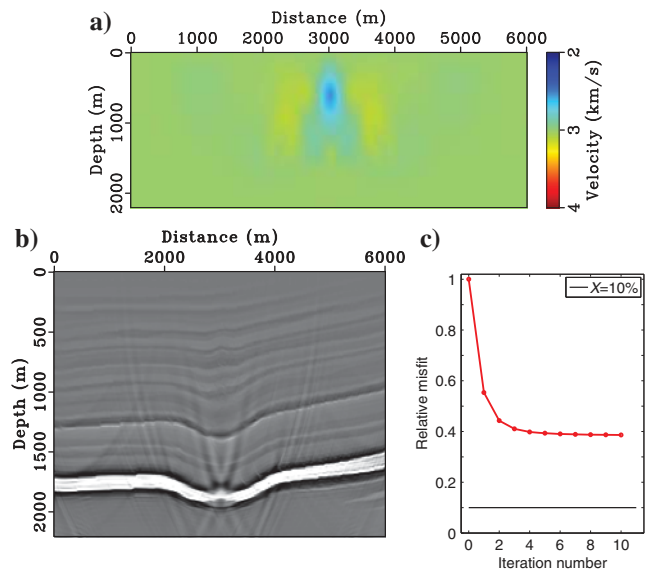 a)
Distance (m)
0 1000 2000 3000 4000 5000 6000
Depth (m)
0
1000
2000
2
3
4
Velocity (km/s)
b)
Distance (m)
0 2000 4000 6000
Depth (m)
0
500
1000
1500
2000
c)
X=10%
Relative misfit
1
0.8
0.6
0.4
0.2
0
0 2 4 6 8 10
Iteration number